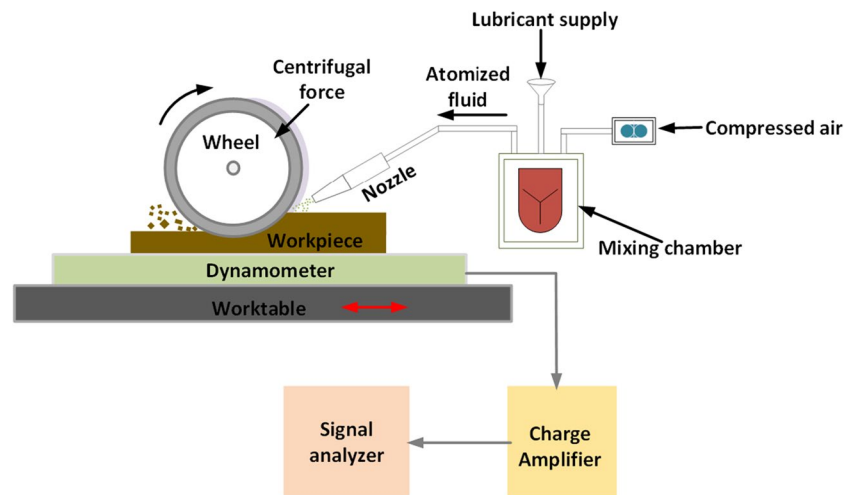 Lubricant supply
Centrifugal
force
Atomized
fluid
Compressed air
Wheel
Nozzle
Mixing chamber
Workpiece
Dynamometer
Worktable
Signal
analyzer
Charge
Amplifier